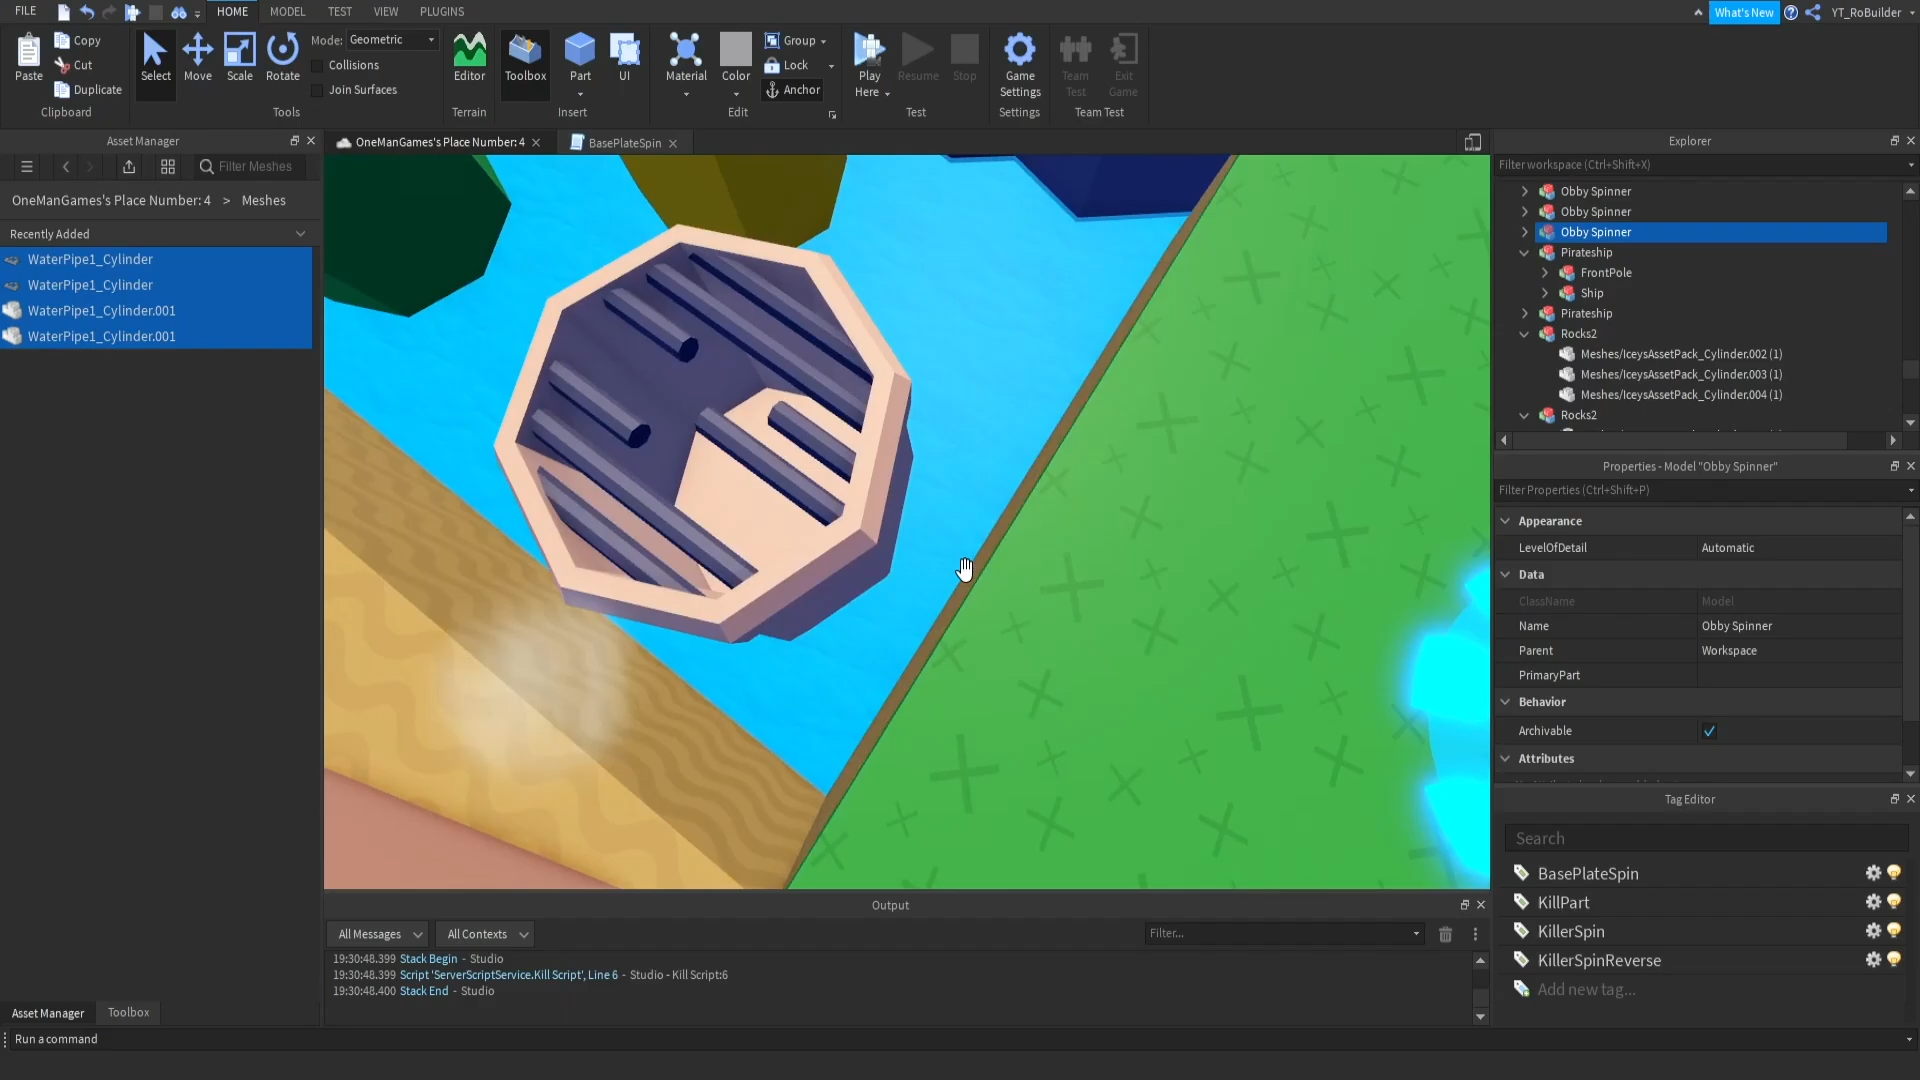 FILE
HOME
MODEL
TEST
VIEW
PLUGINS
What's New
YT_RoBuilder
Paste
Copy
Cut
Duplicate
Clipboard
Select
Move
Scale
Rotate
Mode:
Geometric
Collisions
Join Surfaces
Tools
Editor
Terrain
Toolbox
Part
UI
Insert
Material
Color
Group
Lock
Anchor
Edit
Play
Here
Resume
Stop
Test
Game
Settings
Settings
Team
Test
Exit
Game
Team Test
Asset Manager
Filter Meshes
OneManGames's Place Number: 4 > Meshes
Recently Added
WaterPipe1_Cylinder
WaterPipe1_Cylinder
WaterPipe1_Cylinder.001
WaterPipe1_Cylinder.001
Asset Manager
Toolbox
OneManGames's Place Number: 4
BasePlateSpin
Output
All Messages
All Contexts
Filter...
19:30:48.399 Stack Begin - Studio
19:30:48.399 Script 'ServerScriptService.Kill Script', Line 6 - Studio - Kill Script:6
19:30:48.400 Stack End - Studio
Explorer
Filter workspace (Ctrl+Shift+X)
Obby Spinner
Obby Spinner
Obby Spinner
Pirateship
FrontPole
Ship
Pirateship
Rocks2
Meshes/IceysAssetPack_Cylinder.002 (1)
Meshes/IceysAssetPack_Cylinder.003 (1)
Meshes/IceysAssetPack_Cylinder.004 (1)
Rocks2
Properties - Model "Obby Spinner"
Filter Properties (Ctrl+Shift+P)
Appearance
LevelOfDetail Automatic
Data
ClassName Model
Name Obby Spinner
Parent Workspace
PrimaryPart
Behavior
Archivable
Attributes
Tag Editor
Search
BasePlateSpin
KillPart
KillerSpin
KillerSpinReverse
Add new tag...
Run a command